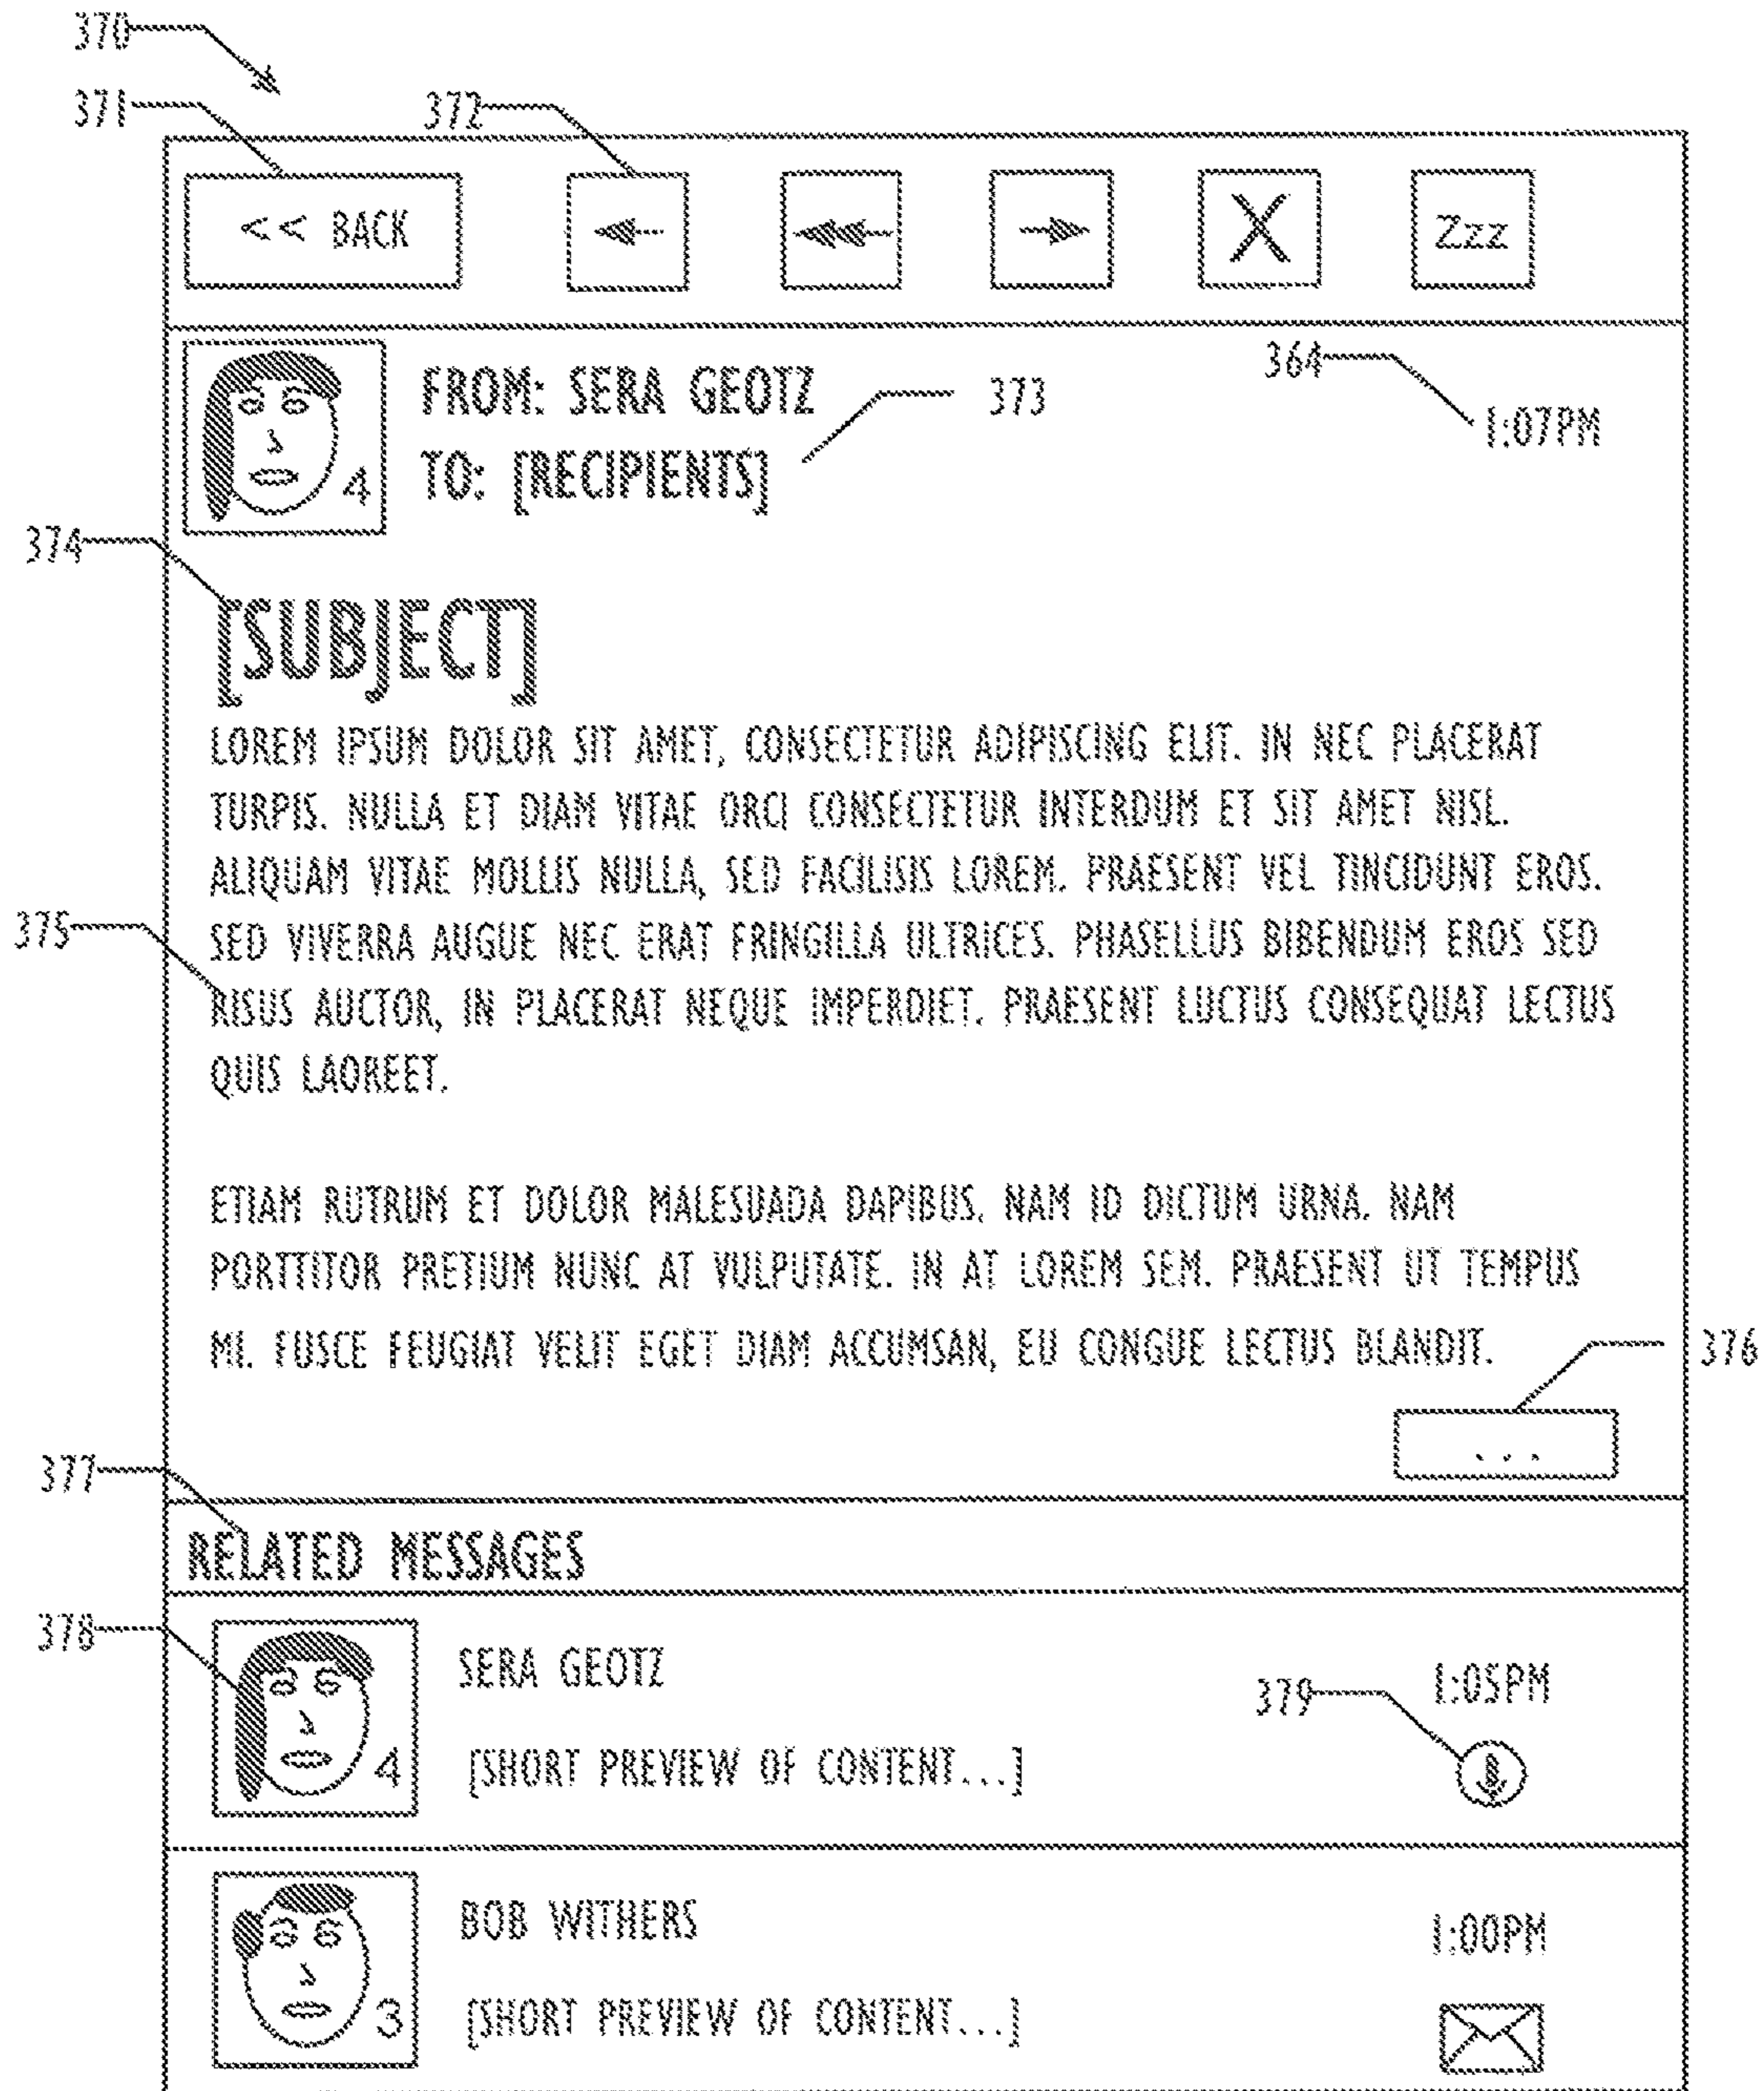 370
371
372
<< BACK
X
Zzz
FROM: SERA GEOTZ
373
364
1:07PM
TO: [RECIPIENTS]
4
374
[SUBJECT]
LOREM IPSUM DOLOR SIT AMET, CONSECTETUR ADIPISCING ELIT. IN NEC PLACERAT
TURPIS. NULLA ET DIAM VITAE ORCI CONSECTETUR INTERDUM ET SIT AMET NISL.
ALIQUAM VITAE MOLLIS NULLA, SED FACILISIS LOREM. PRAESENT VEL TINCIDUNT EROS.
375
SED VIVERRA AUGUE NEC ERAT FRINGILLA ULTRICES. PHASELLUS BIBENDUM EROS SED
RISUS AUCTOR, IN PLACERAT NEQUE IMPERDIET. PRAESENT LUCTUS CONSEQUAT LECTUS
QUIS LAOREET.
ETIAM RUTRUM ET DOLOR MALESUADA DAPIBUS. NAM ID DICTUM URNA. NAM
PORTTITOR PRETIUM NUNC AT VULPUTATE. IN AT LOREM SEM. PRAESENT UT TEMPUS
MI. FUSCE FEUGIAT VELIT EGET DIAM ACCUMSAN, EU CONGUE LECTUS BLANDIT.
376
...
377
RELATED MESSAGES
378
SERA GEOTZ
1:05PM
379
4
[SHORT PREVIEW OF CONTENT...]
BOB WITHERS
1:00PM
3
[SHORT PREVIEW OF CONTENT...]